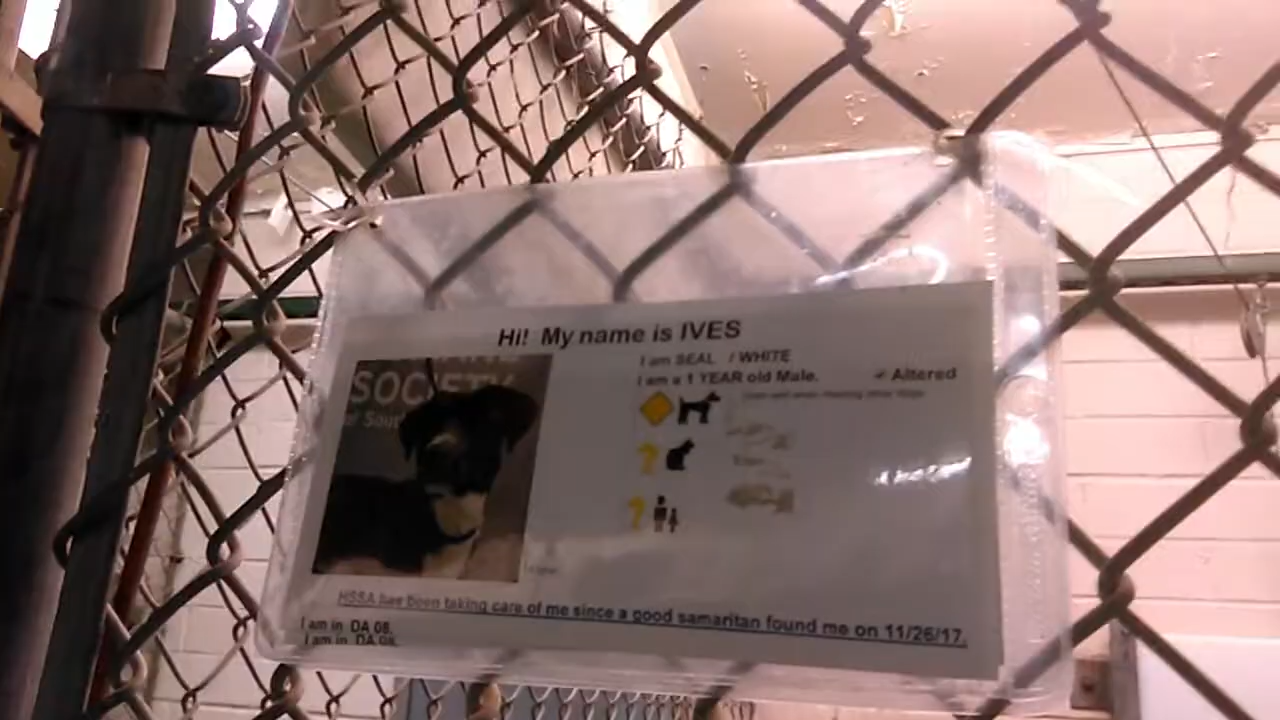 Hi! My name is IVES
I am SEAL / WHITE
I am a 1 YEAR old Male.
Altered
SOCIETY
of Sout
HSSA has been taking care of me since a good samaritan found me on 11/26/17.
I am in DA 08.
I am in DA 08.